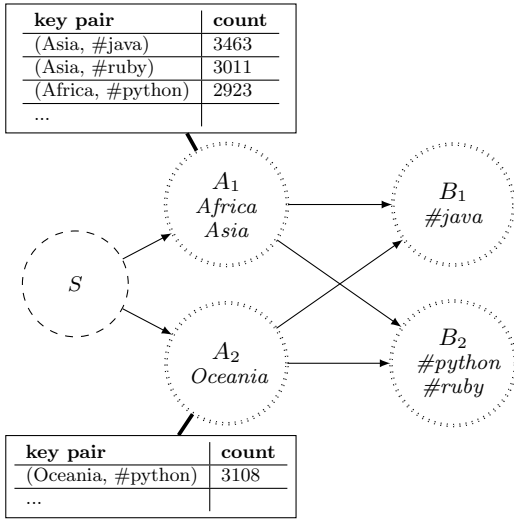 key pair count
(Asia, #java) 3463
(Asia, #ruby) 3011
(Africa, #python) 2923
...
A1
Africa
Asia
B1
#java
S
A2
Oceania
B2
#python
#ruby
key pair count
(Oceania, #python) 3108
...